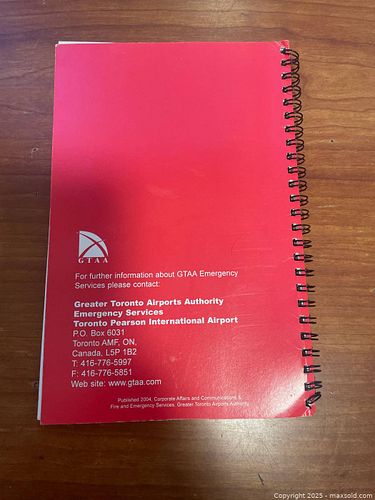 GTAA
For further information about GTAA Emergency
Services please contact:
Greater Toronto Airports Authority
Emergency Services
Toronto Pearson International Airport
P.O. Box 6031
Toronto AMF, ON,
Canada, L5P 1B2
T: 416-776-5997
F: 416-776-5851
Web site: www.gtaa.com
Published 2004, Corporate Affairs and Communications &
Fire and Emergency Services, Greater Toronto Airports Authority
Copyright 2025 - maxsold.com